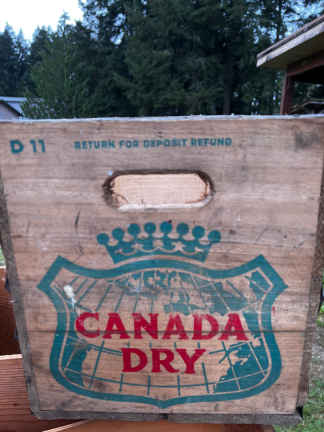 D 11 RETURN FOR DEPOSIT REFUND
CANADA
DRY